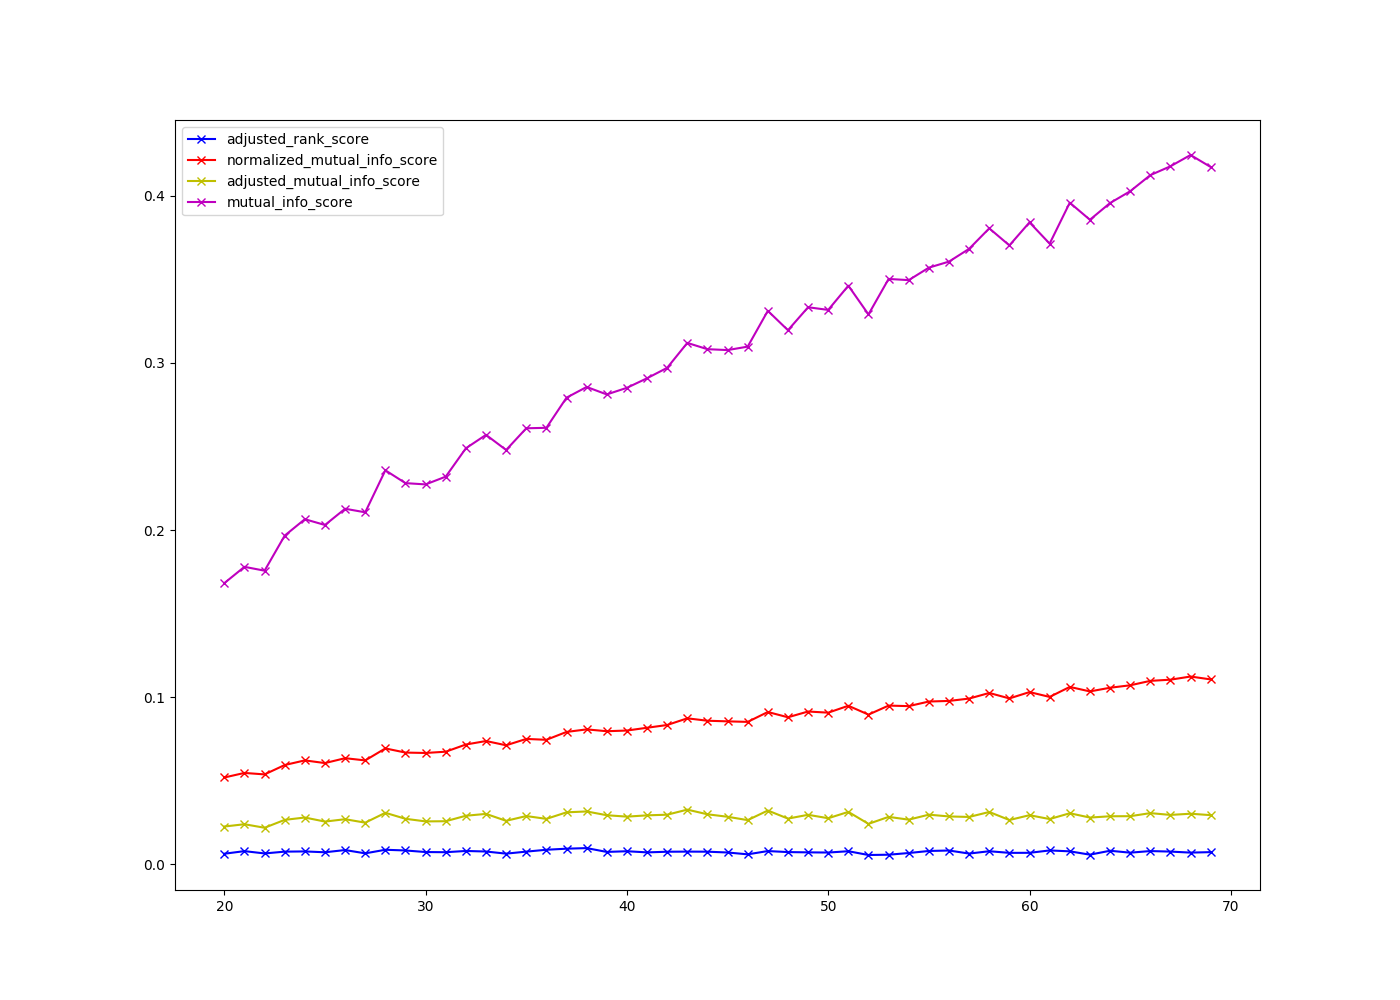 adjusted_rank_score
normalized_mutual_info_score
adjusted_mutual_info_score
mutual_info_score
0.4
0.3
0.2
0.1
0.0
20 30 40 50 60 70